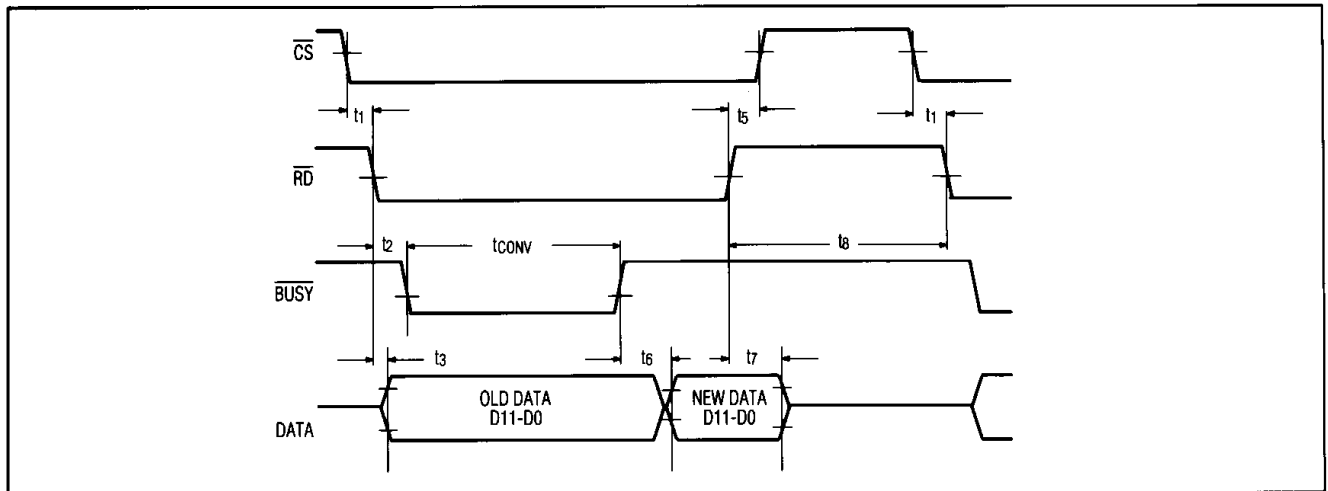 CS
t1
t5
t1
RD
t2
tCONV
t8
BUSY
t3
t6
t7
OLD DATA
D11-D0
NEW DATA
D11-D0
DATA